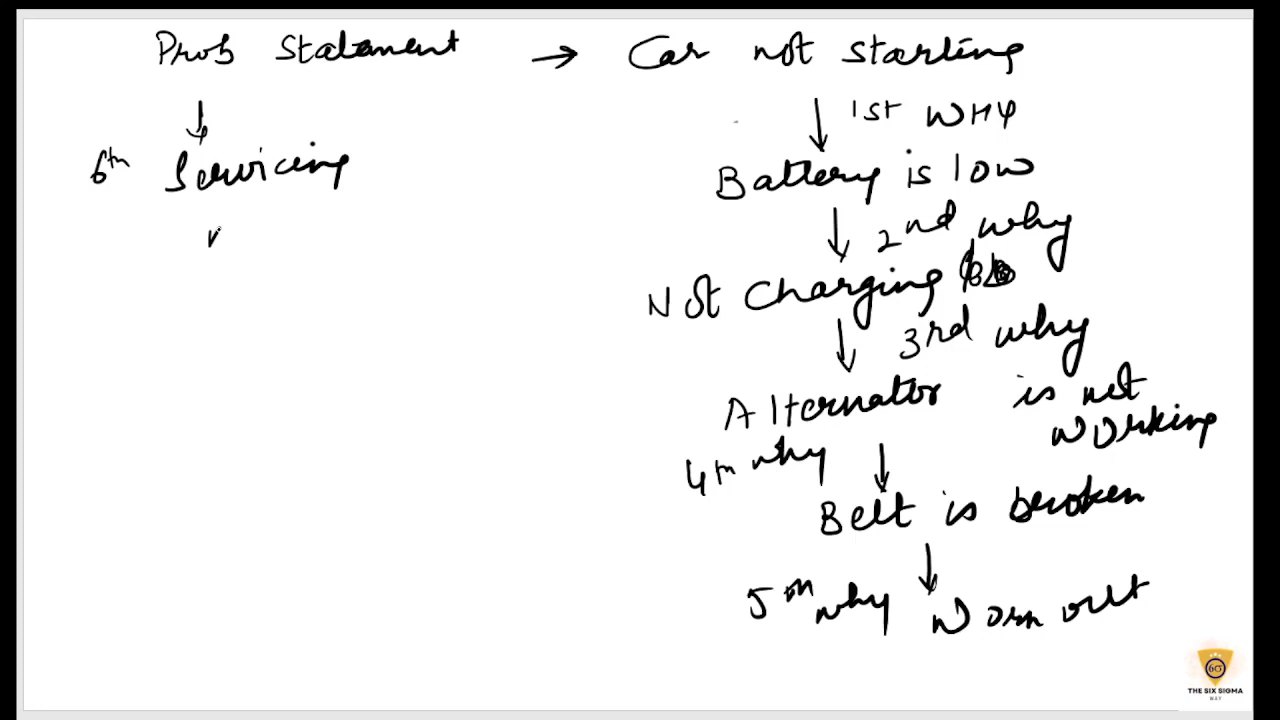 Prob Statement → Car not starting
↓
6th Servicing
↓ 1st WHY
Battery is low
↓ 2nd why
Not Charging
↓ 3rd why
Alternator is not
working
4th why ↓
Belt is broken
↓
5th why Worn out
6σ
THE SIX SIGMA
WAY